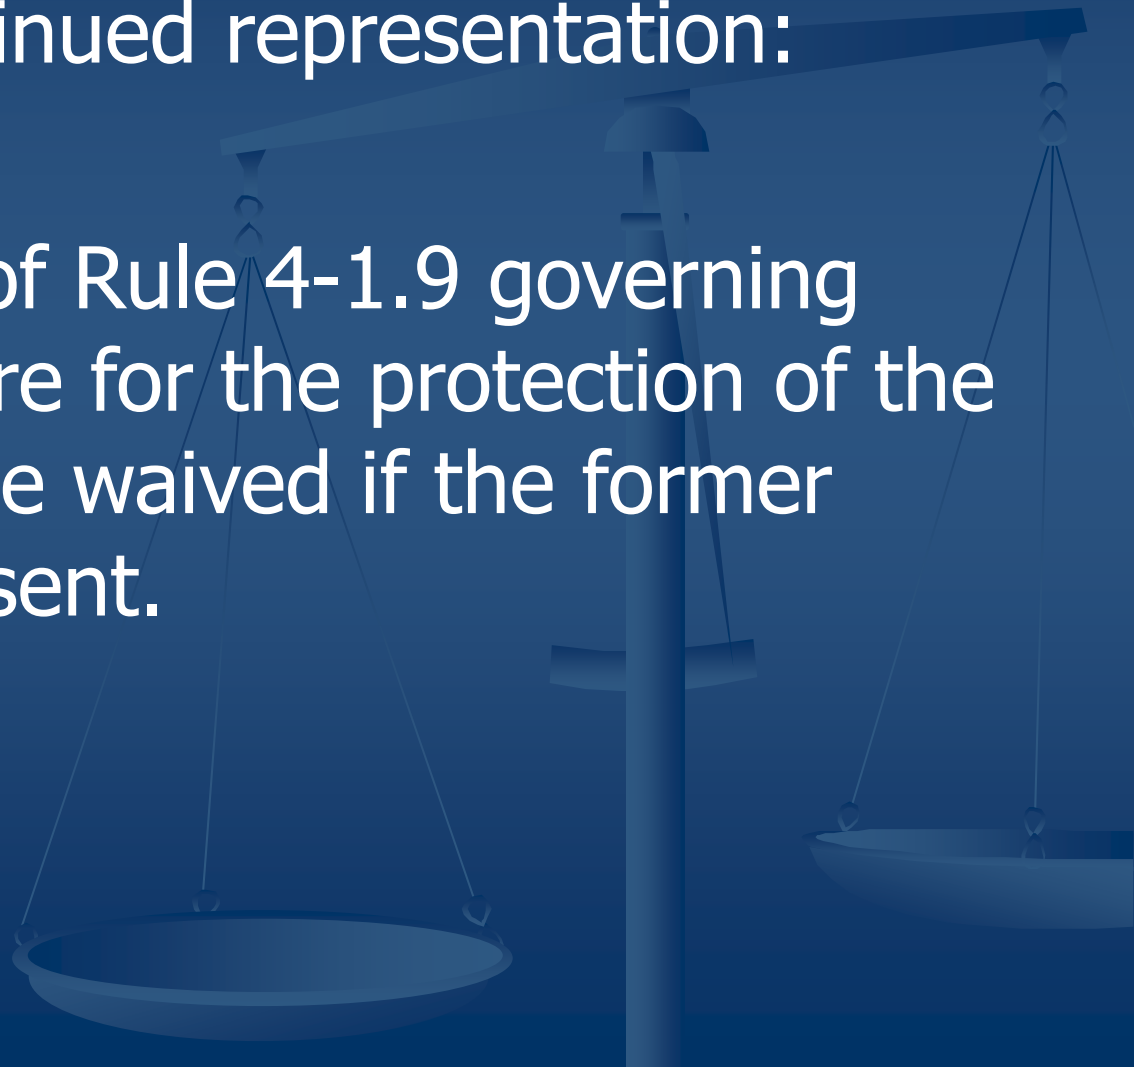 inued representation:
of Rule 4-1.9 governing
re for the protection of the
e waived if the former
sent.